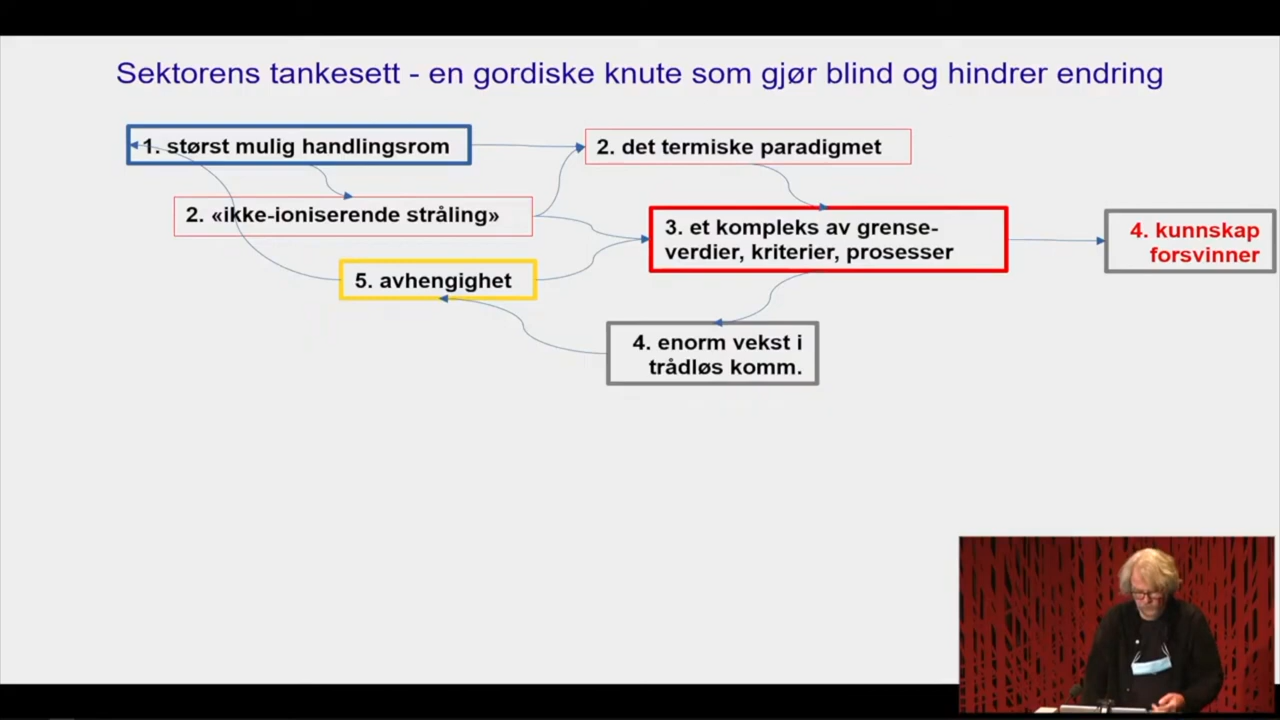 Sektorens tankesett - en gordiske knute som gjør blind og hindrer endring
1. størst mulig handlingsrom
2. det termiske paradigmet
2. «ikke-ioniserende stråling»
3. et kompleks av grense-
verdier, kriterier, prosesser
4. kunnskap
forsvinner
5. avhengighet
4. enorm vekst i
trådløs komm.